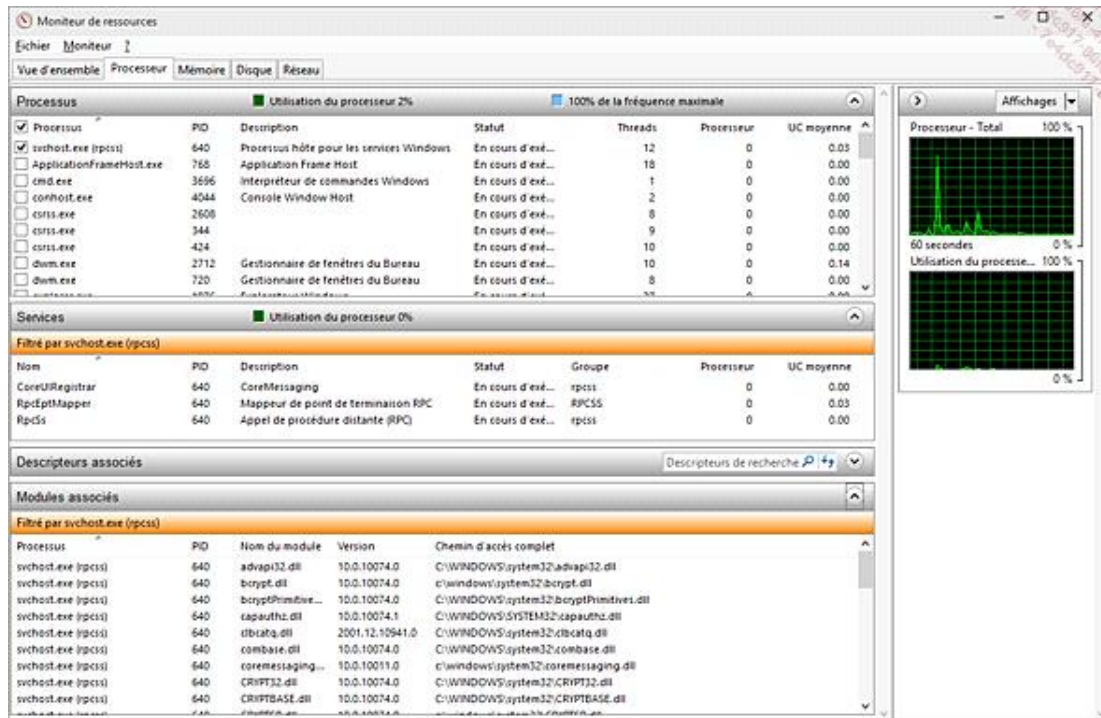 Moniteur de ressources
Fichier Moniteur ?
Vue d'ensemble Processeur Mémoire Disque Réseau
Processus Utilisation du processeur 2% 100% de la fréquence maximale
Processus PID Description Statut Threads Processeur UC moyenne
svchost.exe (rpcss) 640 Processus hôte pour les services Windows En cours d'exé... 12 0 0.03
ApplicationFrameHost.exe 768 Application Frame Host En cours d'exé... 18 0 0.00
cmd.exe 3696 Interpréteur de commandes Windows En cours d'exé... 1 0 0.00
conhost.exe 4044 Console Window Host En cours d'exé... 2 0 0.00
csrss.exe 2608 En cours d'exé... 8 0 0.00
csrss.exe 344 En cours d'exé... 9 0 0.00
csrss.exe 424 En cours d'exé... 10 0 0.00
dwm.exe 2712 Gestionnaire de fenêtres du Bureau En cours d'exé... 10 0 0.14
dwm.exe 720 Gestionnaire de fenêtres du Bureau En cours d'exé... 8 0 0.00
Services Utilisation du processeur 0%
Filtré par svchost.exe (rpcss)
Nom PID Description Statut Groupe Processeur UC moyenne
CoreUIRegistrar 640 CoreMessaging En cours d'exé... rpcss 0 0.00
RpcEptMapper 640 Mappeur de point de terminaison RPC En cours d'exé... RPCSS 0 0.03
RpcSs 640 Appel de procédure distante (RPC) En cours d'exé... rpcss 0 0.00
Descripteurs associés Descripteurs de recherche
Modules associés
Filtré par svchost.exe (rpcss)
Processus PID Nom du module Version Chemin d'accès complet
svchost.exe (rpcss) 640 advapi32.dll 10.0.10074.0 C:\WINDOWS\system32\advapi32.dll
svchost.exe (rpcss) 640 bcrypt.dll 10.0.10074.0 c:\windows\system32\bcrypt.dll
svchost.exe (rpcss) 640 bcryptPrimitive... 10.0.10074.0 C:\WINDOWS\system32\bcryptPrimitives.dll
svchost.exe (rpcss) 640 capauthz.dll 10.0.10074.1 C:\WINDOWS\SYSTEM32\capauthz.dll
svchost.exe (rpcss) 640 clbcatq.dll 2001.12.10941.0 C:\WINDOWS\system32\clbcatq.dll
svchost.exe (rpcss) 640 combase.dll 10.0.10074.0 C:\WINDOWS\system32\combase.dll
svchost.exe (rpcss) 640 coremessaging... 10.0.10011.0 c:\windows\system32\coremessaging.dll
svchost.exe (rpcss) 640 CRYPT32.dll 10.0.10074.0 C:\WINDOWS\system32\CRYPT32.dll
svchost.exe (rpcss) 640 CRYPTBASE.dll 10.0.10074.0 C:\WINDOWS\system32\CRYPTBASE.dll
Affichages
Processeur - Total 100 %
60 secondes 0 %
Utilisation du processe... 100 %
0 %